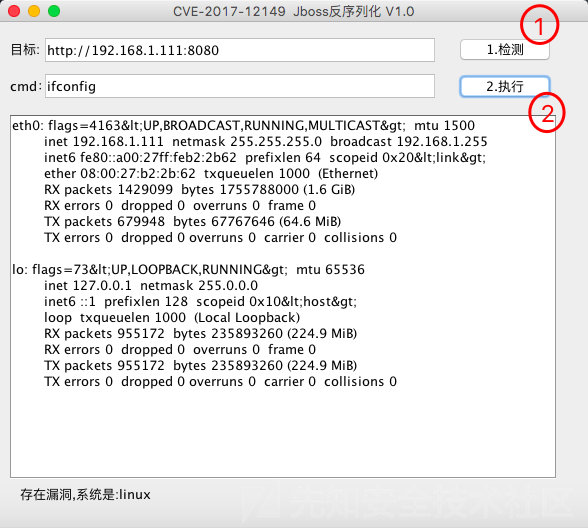 CVE-2017-12149 Jboss反序列化 V1.0
1
目标: http://192.168.1.111:8080 1.检测
cmd: ifconfig 2.执行
2
eth0: flags=4163&lt;UP,BROADCAST,RUNNING,MULTICAST&gt; mtu 1500
inet 192.168.1.111 netmask 255.255.255.0 broadcast 192.168.1.255
inet6 fe80::a00:27ff:feb2:2b62 prefixlen 64 scopeid 0x20&lt;link&gt;
ether 08:00:27:b2:2b:62 txqueuelen 1000 (Ethernet)
RX packets 1429099 bytes 1755788000 (1.6 GiB)
RX errors 0 dropped 0 overruns 0 frame 0
TX packets 679948 bytes 67767646 (64.6 MiB)
TX errors 0 dropped 0 overruns 0 carrier 0 collisions 0
lo: flags=73&lt;UP,LOOPBACK,RUNNING&gt; mtu 65536
inet 127.0.0.1 netmask 255.0.0.0
inet6 ::1 prefixlen 128 scopeid 0x10&lt;host&gt;
loop txqueuelen 1000 (Local Loopback)
RX packets 955172 bytes 235893260 (224.9 MiB)
RX errors 0 dropped 0 overruns 0 frame 0
TX packets 955172 bytes 235893260 (224.9 MiB)
TX errors 0 dropped 0 overruns 0 carrier 0 collisions 0
存在漏洞,系统是:linux
先知安全技术社区